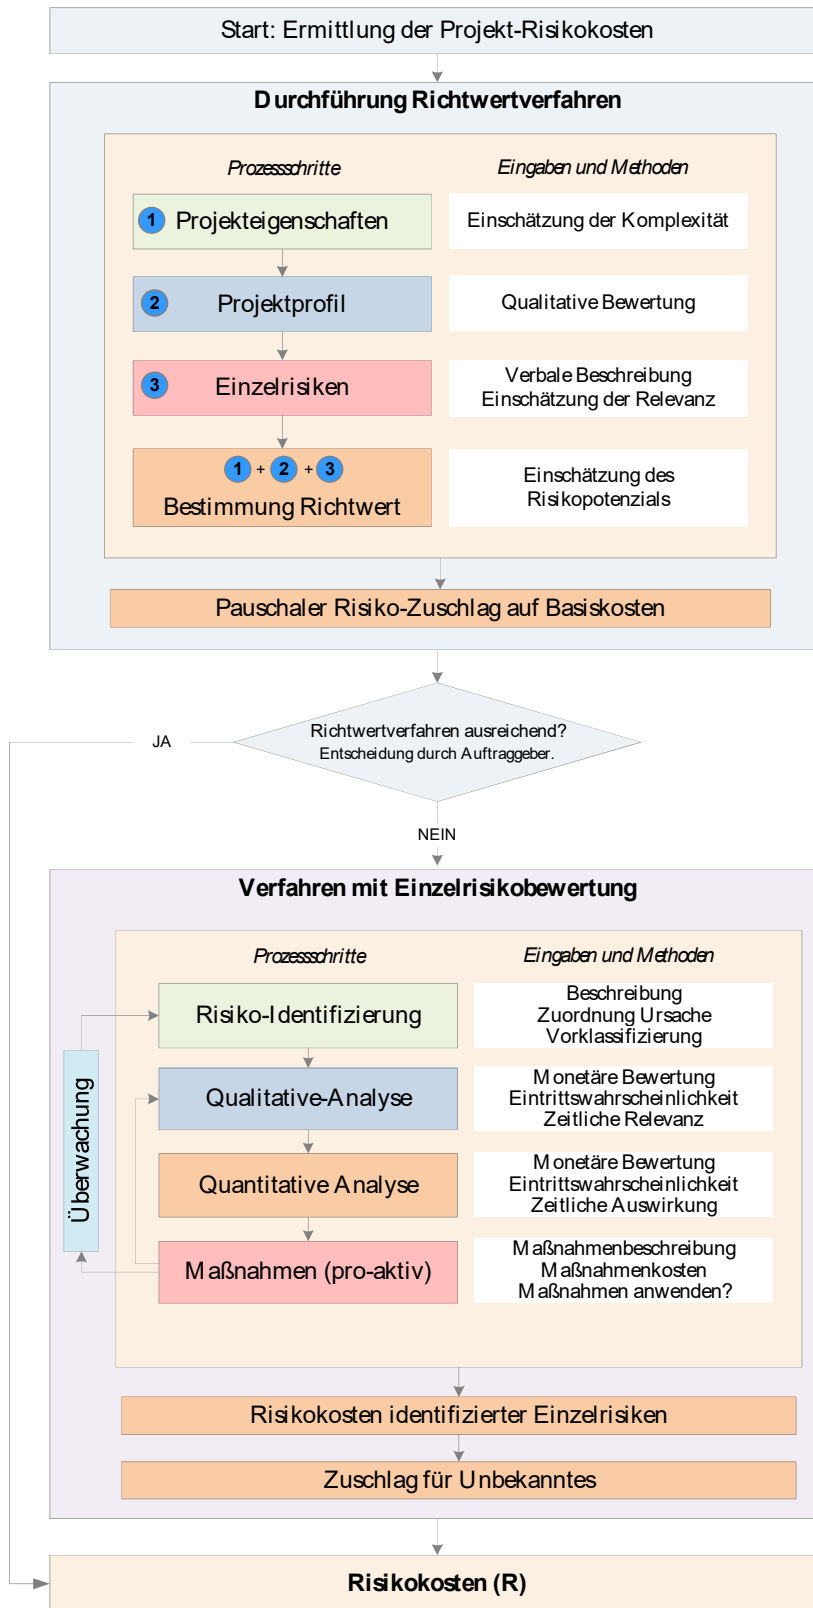 Start: Ermittlung der Projekt-Risikokosten
Durchführung Richtwertverfahren
Prozessschritte
Eingaben und Methoden
1 Projekteigenschaften
Einschätzung der Komplexität
2 Projektprofil
Qualitative Bewertung
3 Einzelrisiken
Verbale Beschreibung
Einschätzung der Relevanz
1 + 2 + 3
Bestimmung Richtwert
Einschätzung des
Risikopotenzials
Pauschaler Risiko-Zuschlag auf Basiskosten
Richtwertverfahren ausreichend?
Entscheidung durch Auftraggeber.
JA
NEIN
Verfahren mit Einzelrisikobewertung
Prozessschritte
Eingaben und Methoden
Risiko-Identifizierung
Beschreibung
Zuordnung Ursache
Vorklassifizierung
Überwachung
Qualitative-Analyse
Monetäre Bewertung
Eintrittswahrscheinlichkeit
Zeitliche Relevanz
Quantitative Analyse
Monetäre Bewertung
Eintrittswahrscheinlichkeit
Zeitliche Auswirkung
Maßnahmen (pro-aktiv)
Maßnahmenbeschreibung
Maßnahmenkosten
Maßnahmen anwenden?
Risikokosten identifizierter Einzelrisiken
Zuschlag für Unbekanntes
Risikokosten (R)